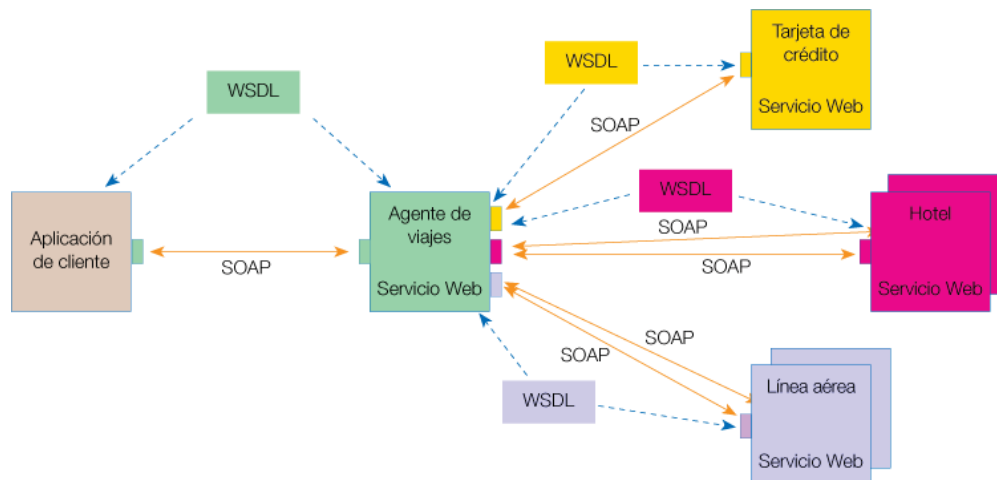 Tarjeta de
crédito
Servicio Web
WSDL
WSDL
SOAP
WSDL
Hotel
Servicio Web
SOAP
SOAP
Aplicación
de cliente
SOAP
Agente de
viajes
Servicio Web
SOAP
SOAP
WSDL
Línea aérea
Servicio Web